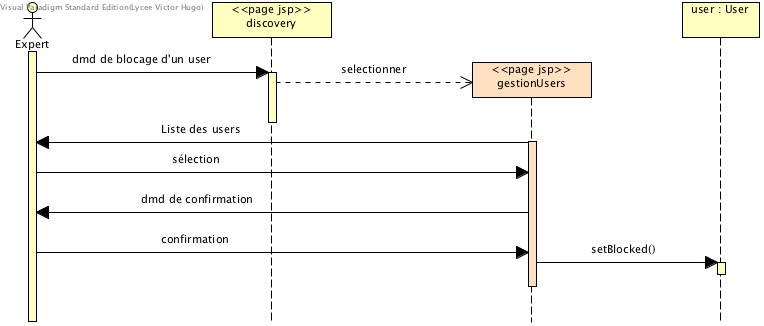 Visual Paradigm Standard Edition(Lycee Victor Hugo)
<<page jsp>>
discovery
user : User
Expert
dmd de blocage d'un user
selectionner
<<page jsp>>
gestionUsers
Liste des users
sélection
dmd de confirmation
confirmation
setBlocked()